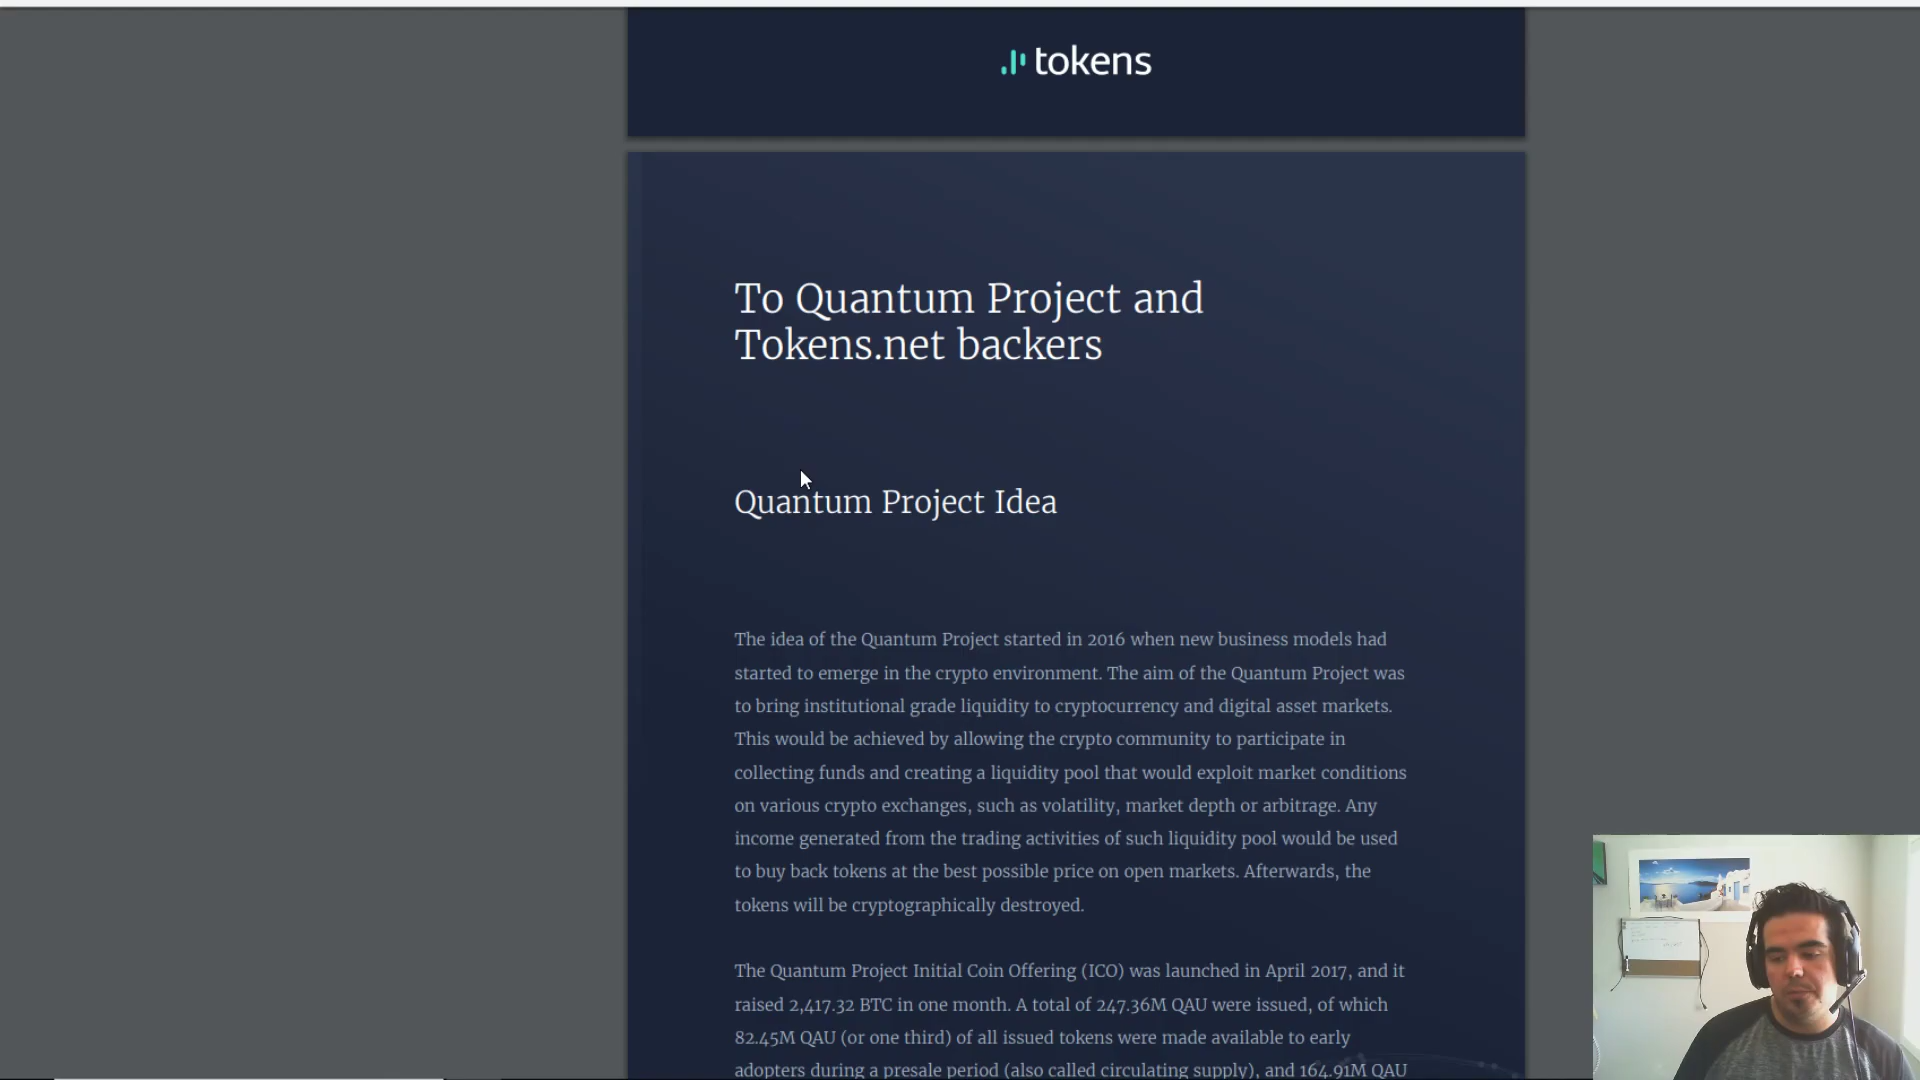 tokens
To Quantum Project and
Tokens.net backers
Quantum Project Idea
The idea of the Quantum Project started in 2016 when new business models had
started to emerge in the crypto environment. The aim of the Quantum Project was
to bring institutional grade liquidity to cryptocurrency and digital asset markets.
This would be achieved by allowing the crypto community to participate in
collecting funds and creating a liquidity pool that would exploit market conditions
on various crypto exchanges, such as volatility, market depth or arbitrage. Any
income generated from the trading activities of such liquidity pool would be used
to buy back tokens at the best possible price on open markets. Afterwards, the
tokens will be cryptographically destroyed.
The Quantum Project Initial Coin Offering (ICO) was launched in April 2017, and it
raised 2,417.32 BTC in one month. A total of 247.36M QAU were issued, of which
82.45M QAU (or one third) of all issued tokens were made available to early
adopters during a presale period (also called circulating supply), and 164.91M QAU